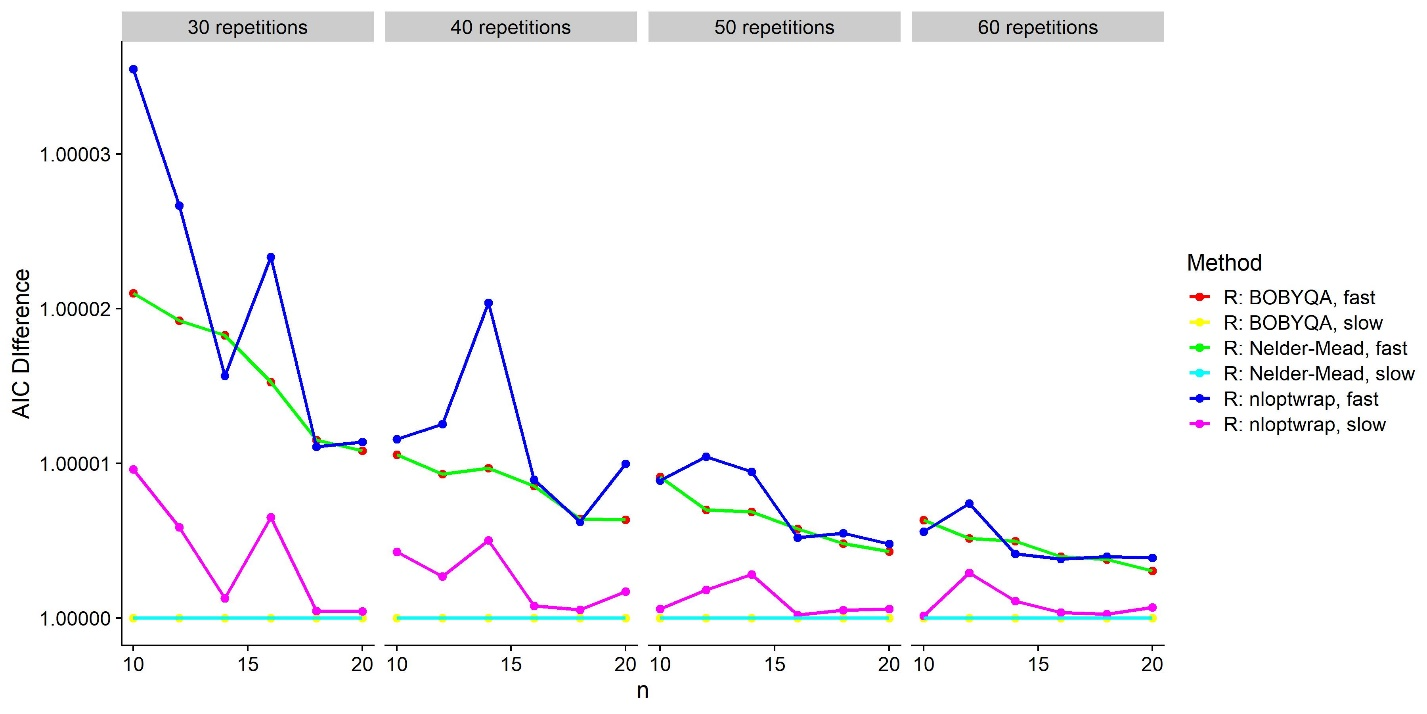 30 repetitions
40 repetitions
50 repetitions
60 repetitions
AIC DIfference
1.00003
1.00002
1.00001
1.00000
10 15 20
10 15 20
10 15 20
10 15 20
n
Method
R: BOBYQA, fast
R: BOBYQA, slow
R: Nelder-Mead, fast
R: Nelder-Mead, slow
R: nloptwrap, fast
R: nloptwrap, slow